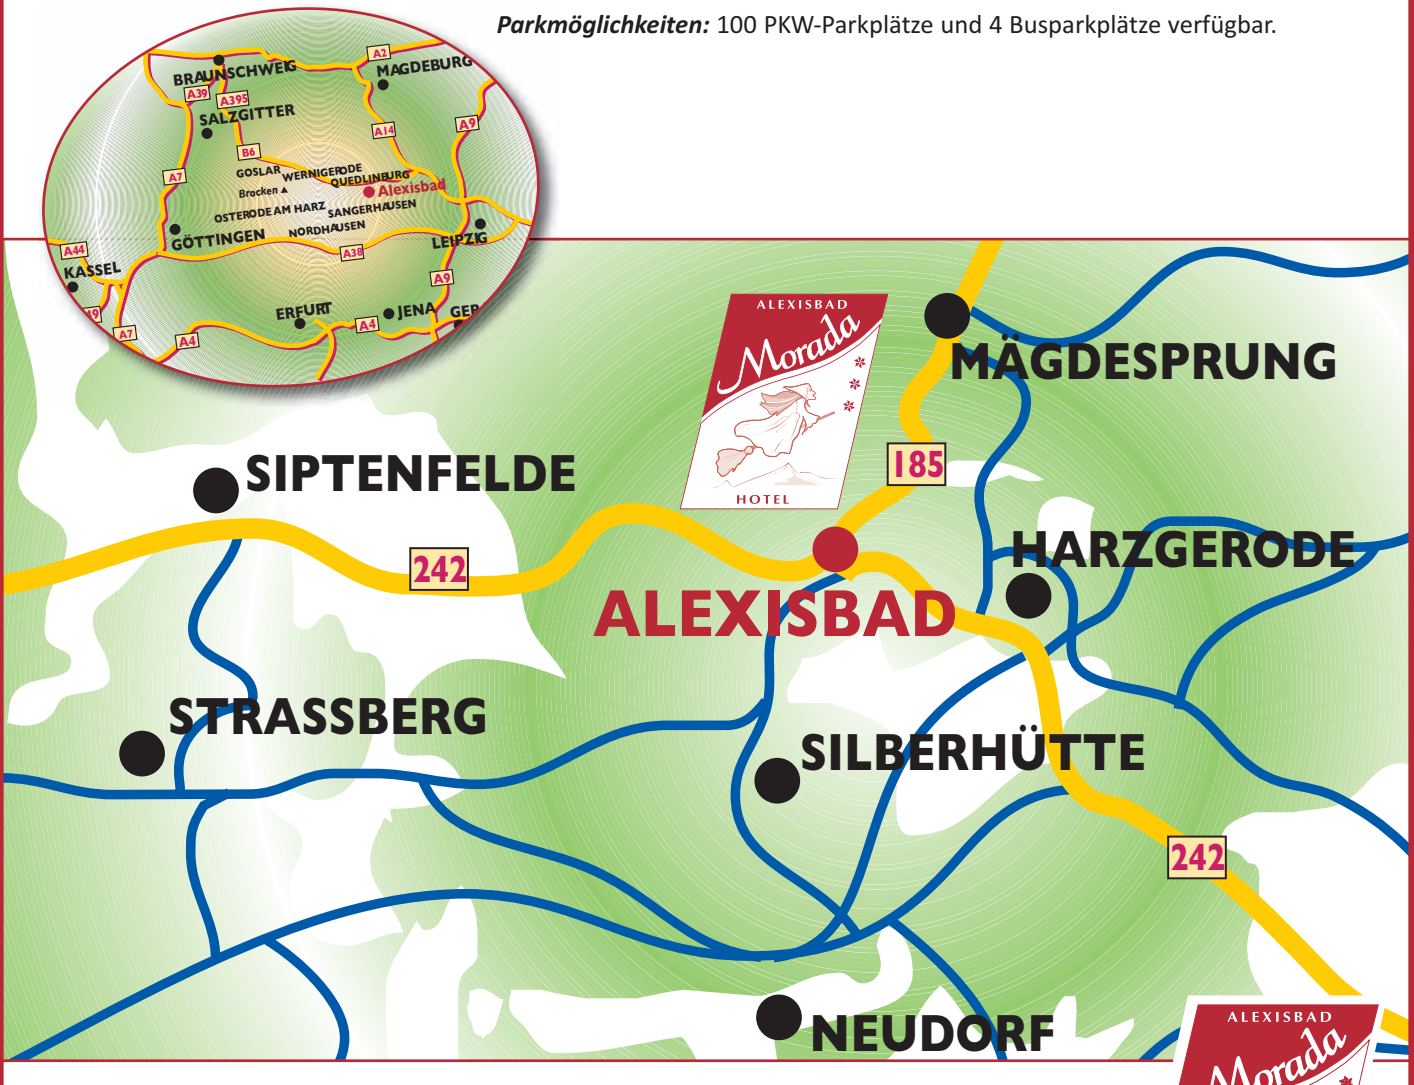 Parkmöglichkeiten: 100 PKW-Parkplätze und 4 Busparkplätze verfügbar.
A2
BRAUNSCHWEIG
MAGDEBURG
A39
A395
SALZGITTER
A14
A9
B6
GOSLAR
WERNIGERODE
A7
QUEDLINBURG
Brocken
Alexisbad
OSTERODE AM HARZ
SANGERHAUSEN
NORDHAUSEN
GÖTTINGEN
LEIPZIG
A44
A38
KASSEL
A9
ERFURT
JENA
A7
A4
A4
ALEXISBAD
Morada
HOTEL
MÄGDESPRUNG
185
SIPTENFELDE
242
HARZGERODE
ALEXISBAD
STRASSBERG
SILBERHÜTTE
242
NEUDORF
ALEXISBAD
Morada